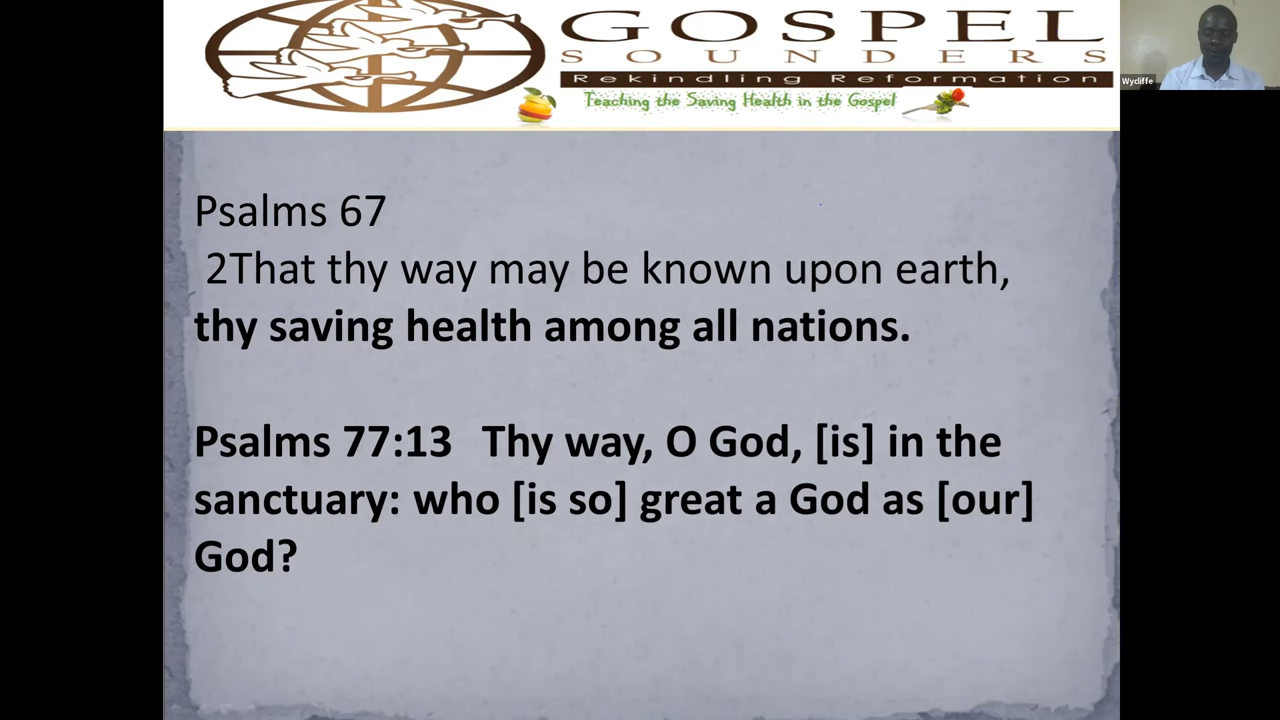 GOSPEL
SOUNDERS
Rekindling Reformation
Teaching the Saving Health in the Gospel
Wycliffe
Psalms 67
2That thy way may be known upon earth,
thy saving health among all nations.
Psalms 77:13 Thy way, O God, [is] in the
sanctuary: who [is so] great a God as [our]
God?